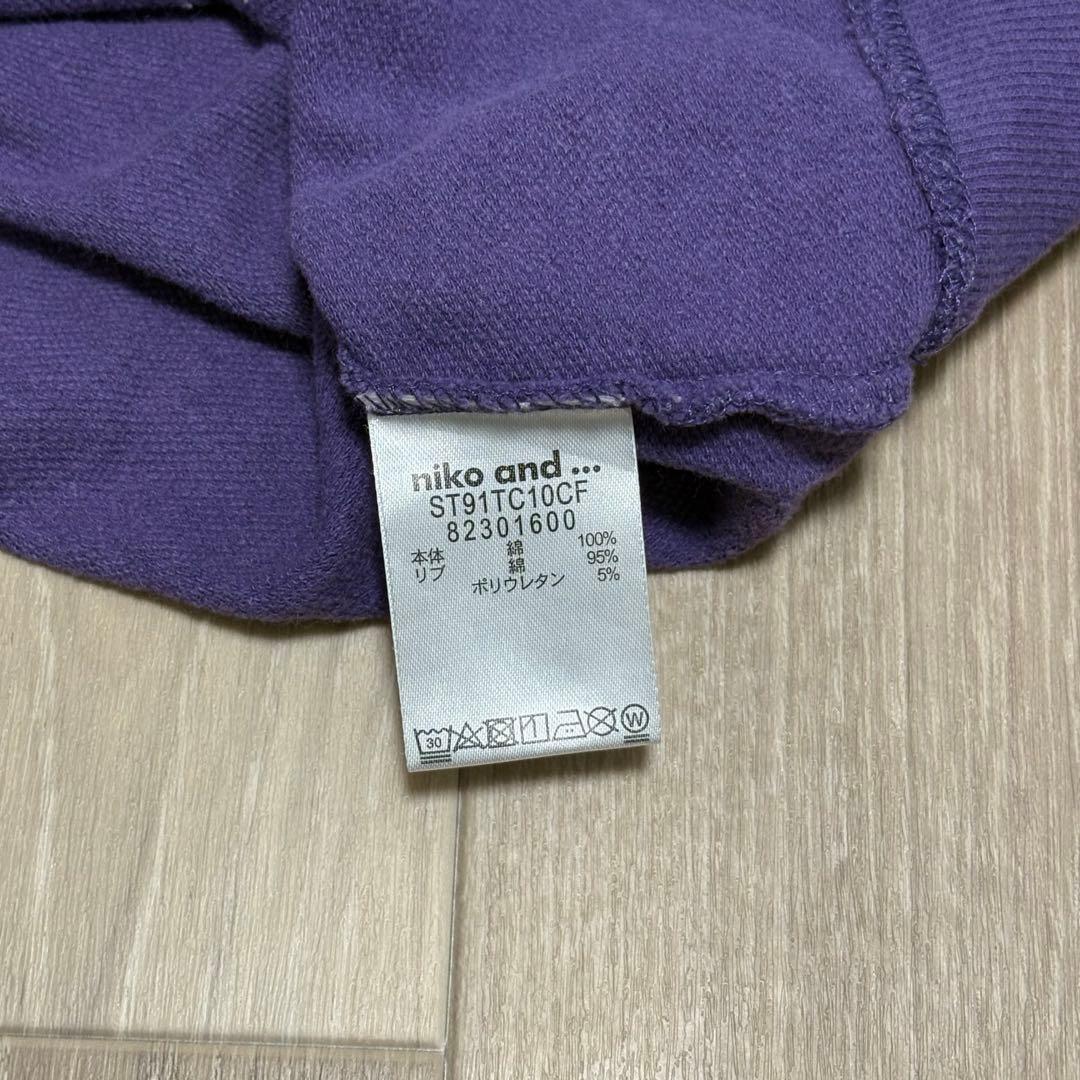 niko and ...
ST91TC10CF
82301600
本体 綿 100%
リブ 綿 95%
ポリウレタン 5%
30 W